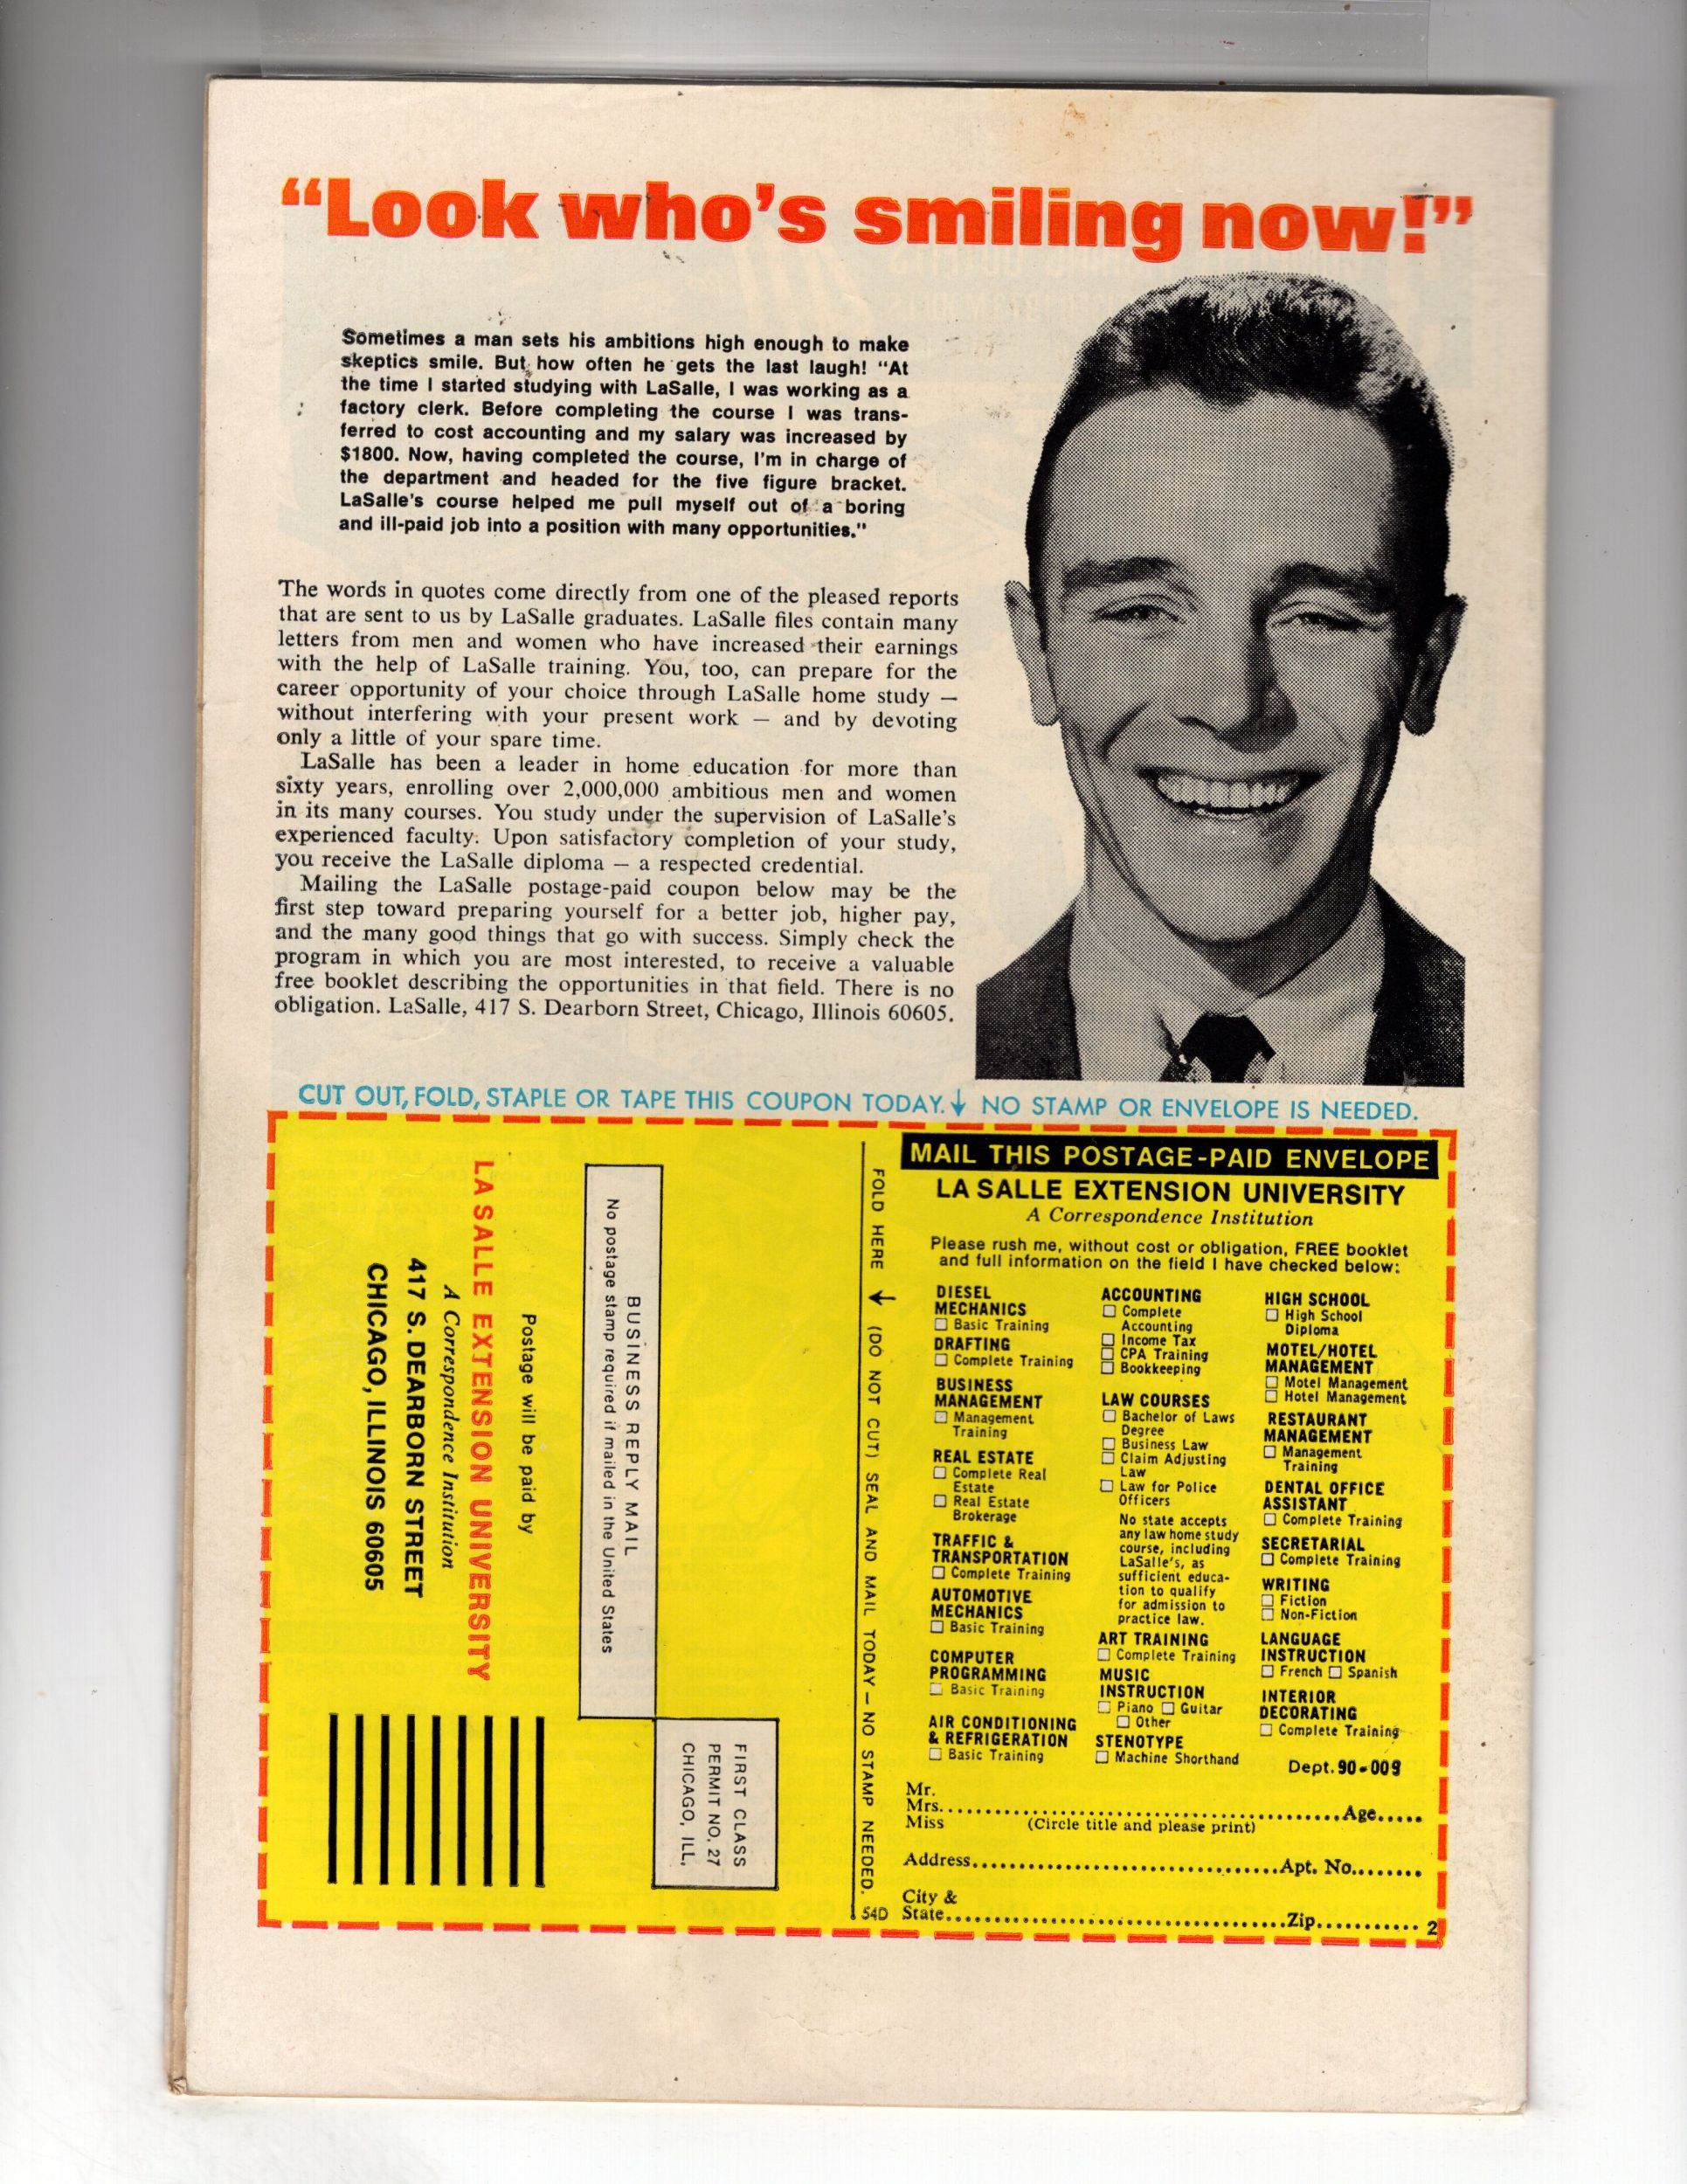 “Look who’s smiling now!”
Sometimes a man sets his ambitions high enough to make
skeptics smile. But how often he gets the last laugh! “At
the time I started studying with LaSalle, I was working as a
factory clerk. Before completing the course I was trans-
ferred to cost accounting and my salary was increased by
$1800. Now, having completed the course, I'm in charge of
the department and headed for the five figure bracket.
LaSalle's course helped me pull myself out of a boring
and ill-paid job into a position with many opportunities."
The words in quotes come directly from one of the pleased reports
that are sent to us by LaSalle graduates. LaSalle files contain many
letters from men and women who have increased their earnings
with the help of LaSalle training. You, too, can prepare for the
career opportunity of your choice through LaSalle home study —
without interfering with your present work — and by devoting
only a little of your spare time.
LaSalle has been a leader in home education for more than
sixty years, enrolling over 2,000,000 ambitious men and women
in its many courses. You study under the supervision of LaSalle's
experienced faculty. Upon satisfactory completion of your study,
you receive the LaSalle diploma — a respected credential.
Mailing the LaSalle postage-paid coupon below may be the
first step toward preparing yourself for a better job, higher pay,
and the many good things that go with success. Simply check the
program in which you are most interested, to receive a valuable
free booklet describing the opportunities in that field. There is no
obligation. LaSalle, 417 S. Dearborn Street, Chicago, Illinois 60605.
CUT OUT, FOLD, STAPLE OR TAPE THIS COUPON TODAY.↓ NO STAMP OR ENVELOPE IS NEEDED.
FIRST CLASS
PERMIT NO. 27
CHICAGO, ILL.
BUSINESS REPLY MAIL
No postage stamp required if mailed in the United States
Postage will be paid by
LA SALLE EXTENSION UNIVERSITY
A Correspondence Institution
417 S. DEARBORN STREET
CHICAGO, ILLINOIS 60605
FOLD HERE ↓ (DO NOT CUT) SEAL AND MAIL TODAY — NO STAMP NEEDED.
54D
MAIL THIS POSTAGE-PAID ENVELOPE
LA SALLE EXTENSION UNIVERSITY
A Correspondence Institution
Please rush me, without cost or obligation, FREE booklet
and full information on the field I have checked below:
DIESEL
MECHANICS
☐ Basic Training
DRAFTING
☐ Complete Training
BUSINESS
MANAGEMENT
☐ Management
Training
REAL ESTATE
☐ Complete Real
Estate
☐ Real Estate
Brokerage
TRAFFIC &
TRANSPORTATION
☐ Complete Training
AUTOMOTIVE
MECHANICS
☐ Basic Training
COMPUTER
PROGRAMMING
☐ Basic Training
AIR CONDITIONING
& REFRIGERATION
☐ Basic Training
ACCOUNTING
☐ Complete
Accounting
☐ Income Tax
☐ CPA Training
☐ Bookkeeping
LAW COURSES
☐ Bachelor of Laws
Degree
☐ Business Law
☐ Claim Adjusting
Law
☐ Law for Police
Officers
No state accepts
any law home study
course, including
LaSalle's, as
sufficient educa-
tion to qualify
for admission to
practice law.
ART TRAINING
☐ Complete Training
MUSIC
INSTRUCTION
☐ Piano ☐ Guitar
☐ Other
STENOTYPE
☐ Machine Shorthand
HIGH SCHOOL
☐ High School
Diploma
MOTEL/HOTEL
MANAGEMENT
☐ Motel Management
☐ Hotel Management
RESTAURANT
MANAGEMENT
☐ Management
Training
DENTAL OFFICE
ASSISTANT
☐ Complete Training
SECRETARIAL
☐ Complete Training
WRITING
☐ Fiction
☐ Non-Fiction
LANGUAGE
INSTRUCTION
☐ French ☐ Spanish
INTERIOR
DECORATING
☐ Complete Training
Dept. 90-009
Mr.
Mrs. Age
Miss (Circle title and please print)
Address Apt. No.
City &
State Zip
2